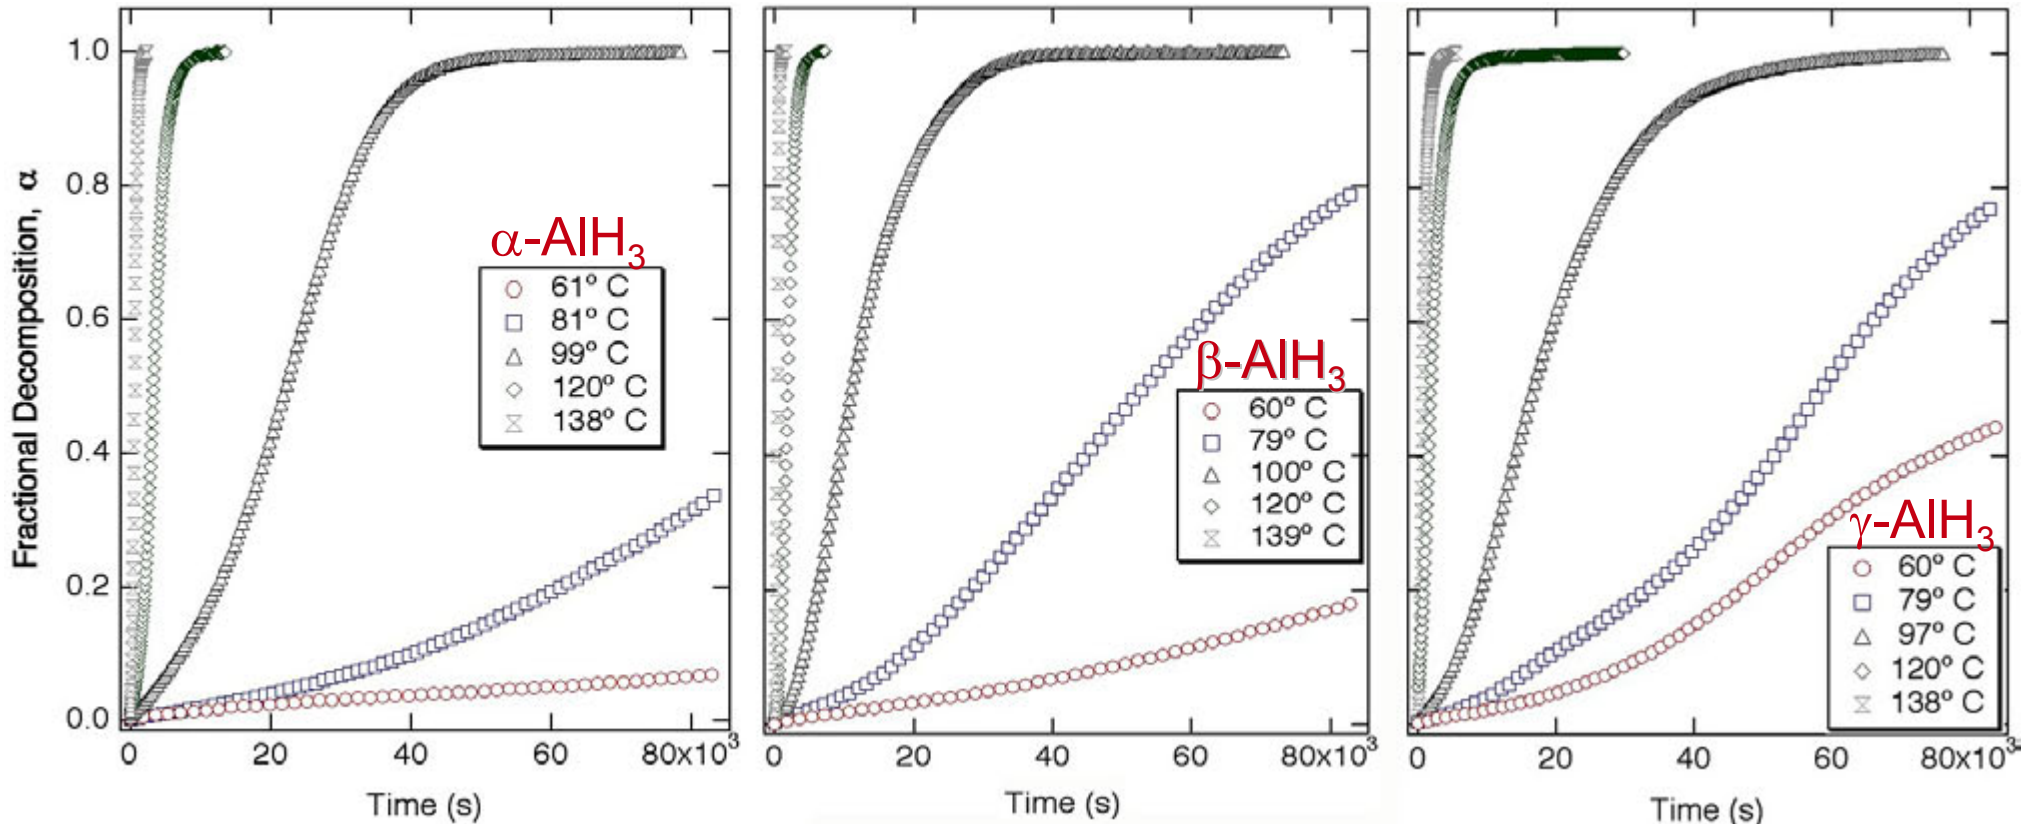 Fractional Decomposition, α
1.0
0.8
0.6
0.4
0.2
0.0
α-AlH₃
61° C
81° C
99° C
120° C
138° C
0 20 40 60 80x10³
Time (s)
β-AlH₃
60° C
79° C
100° C
120° C
139° C
0 20 40 60 80x10³
Time (s)
γ-AlH₃
60° C
79° C
97° C
120° C
138° C
0 20 40 60 80x10³
Time (s)